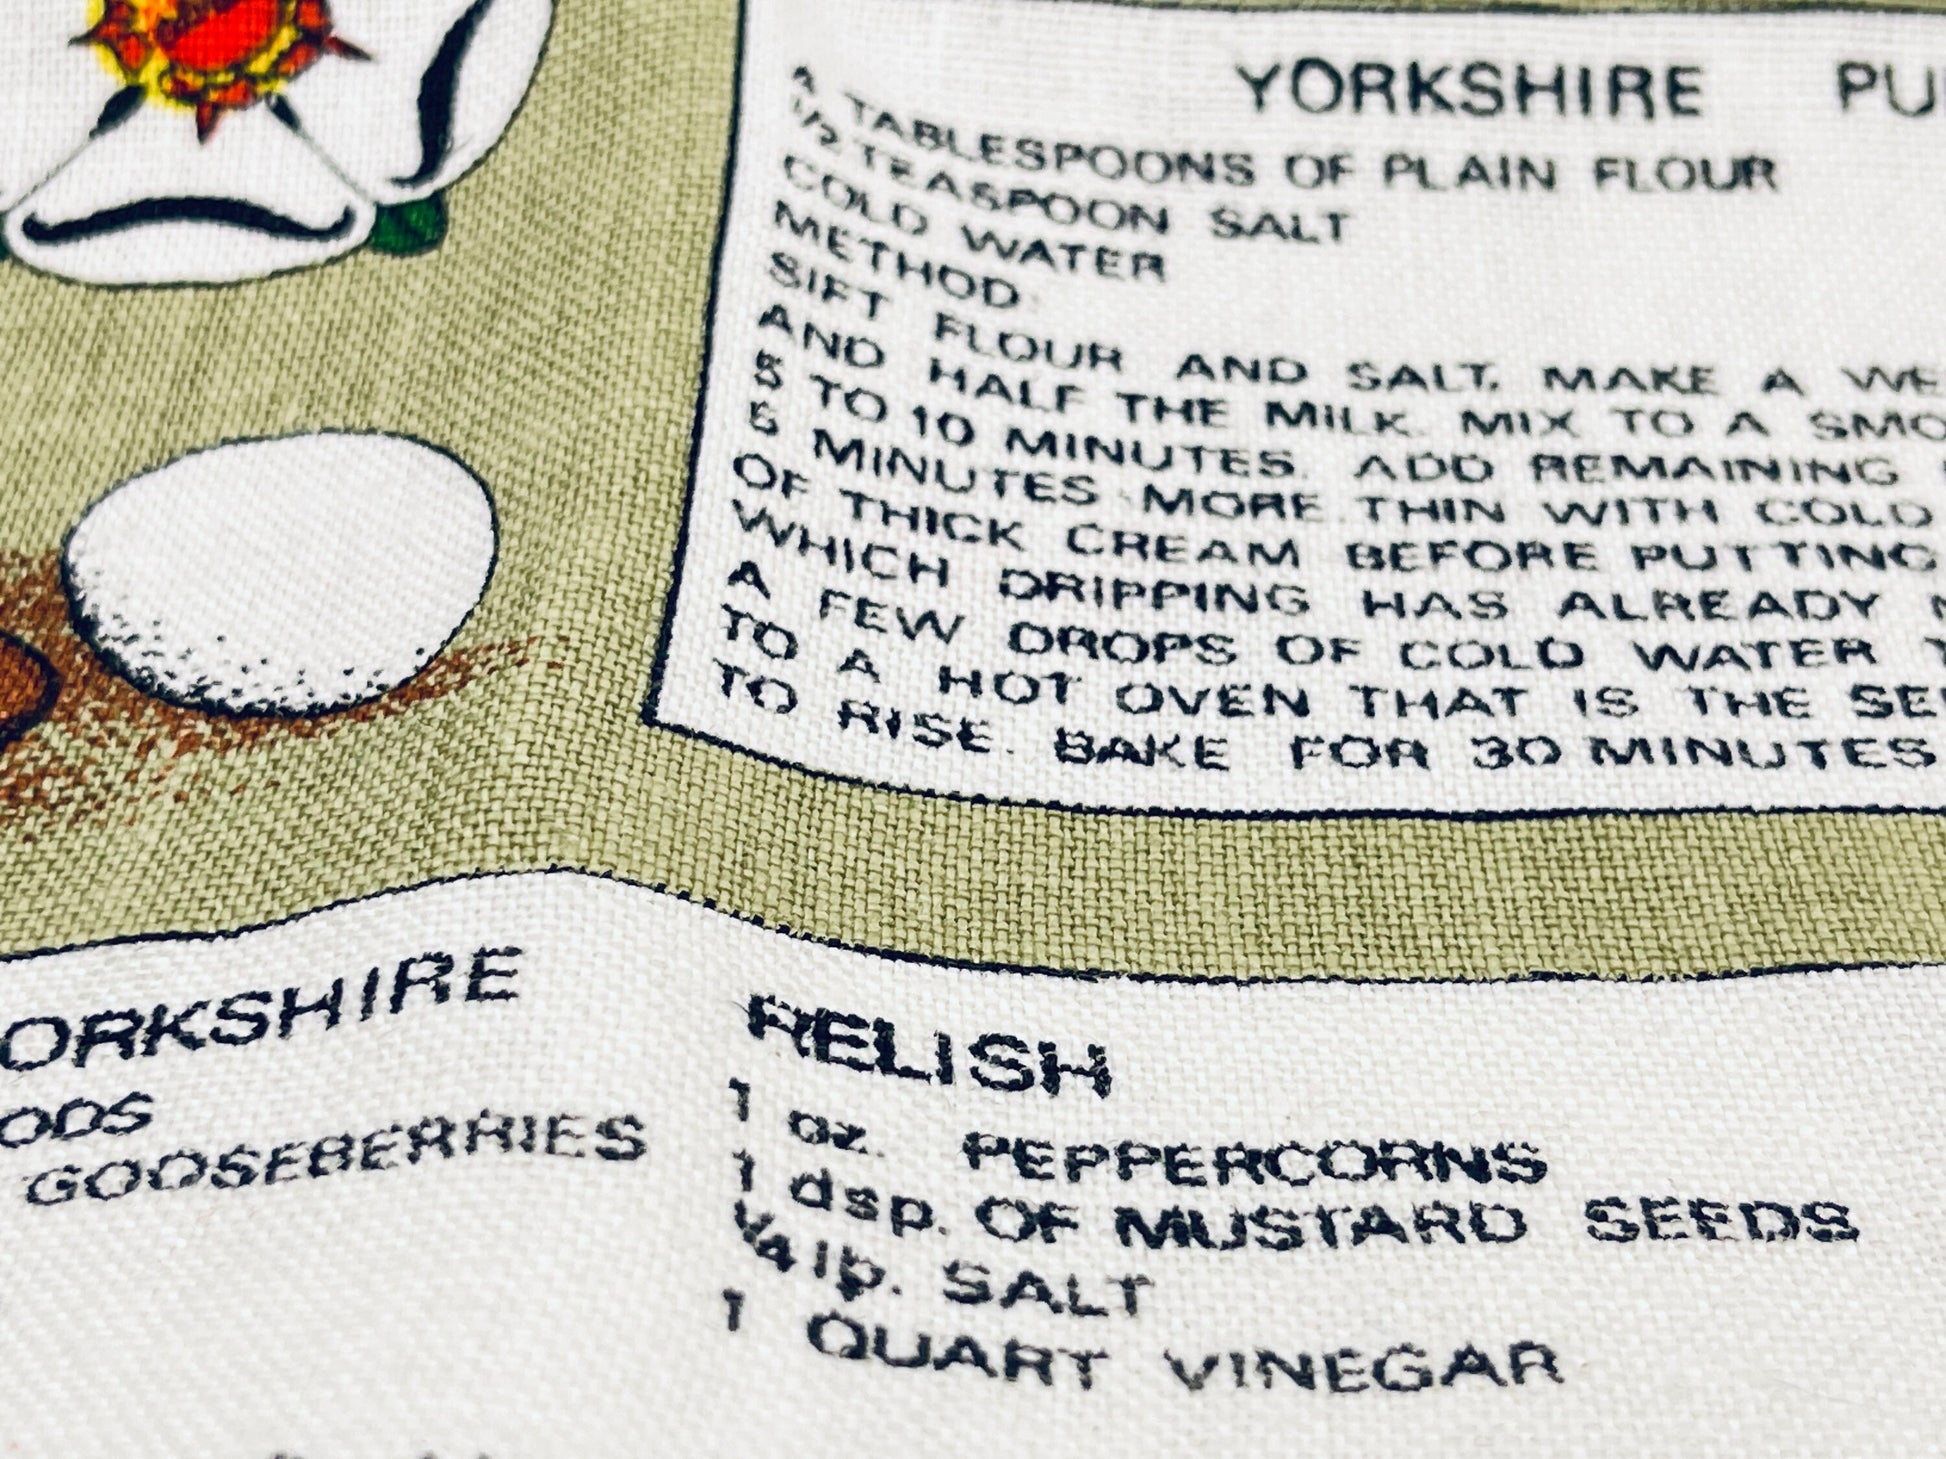 YORKSHIRE PU
TABLESPOONS OF PLAIN FLOUR
1/2 TEASPOON SALT
COLD WATER
METHOD:
SIFT FLOUR AND SALT. MAKE A WE
AND HALF THE MILK. MIX TO A SMO
5 TO 10 MINUTES. ADD REMAINING
5 MINUTES MORE. THIN WITH COLD
OF THICK CREAM BEFORE PUTTING
WHICH DRIPPING HAS ALREADY
A FEW DROPS OF COLD WATER
TO A HOT OVEN THAT IS THE SE
TO RISE. BAKE FOR 30 MINUTES
ORKSHIRE RELISH
ODS
GOOSEBERRIES
1 oz. PEPPERCORNS
1 dsp. OF MUSTARD SEEDS
1/4 lb. SALT
1 QUART VINEGAR